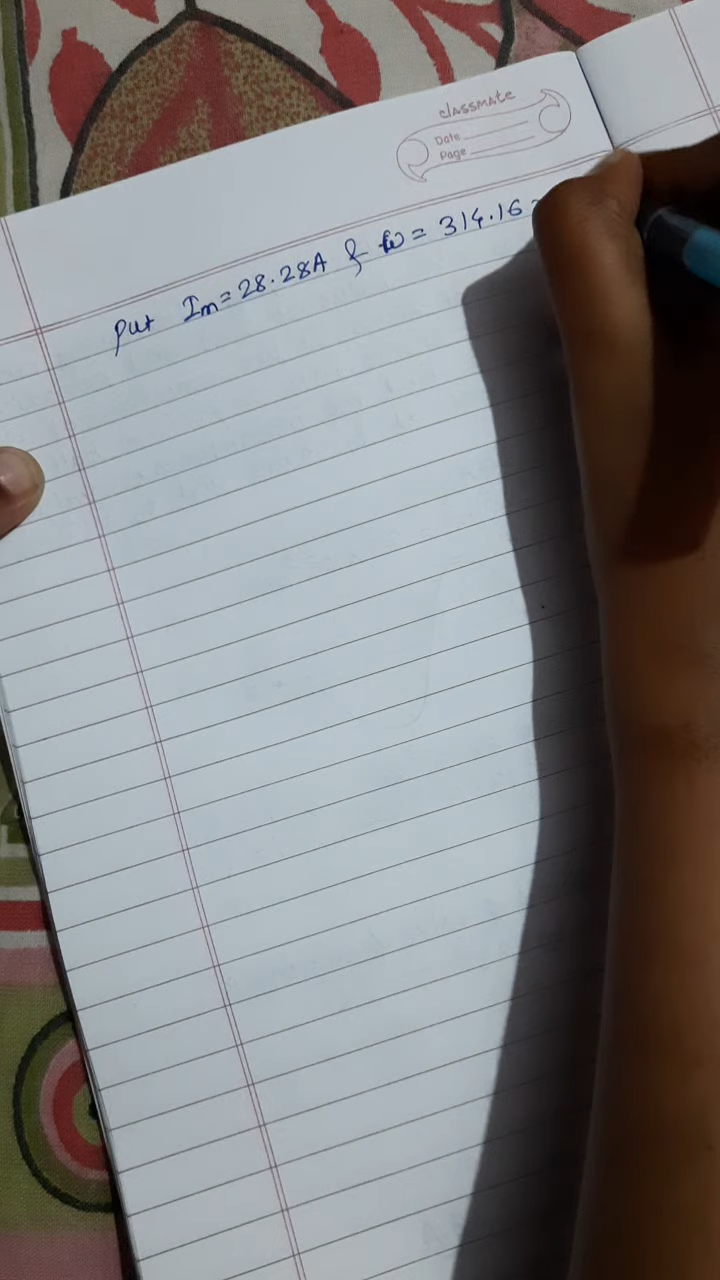 classmate
Date
Page
put Im = 28.28A & ω = 314.16